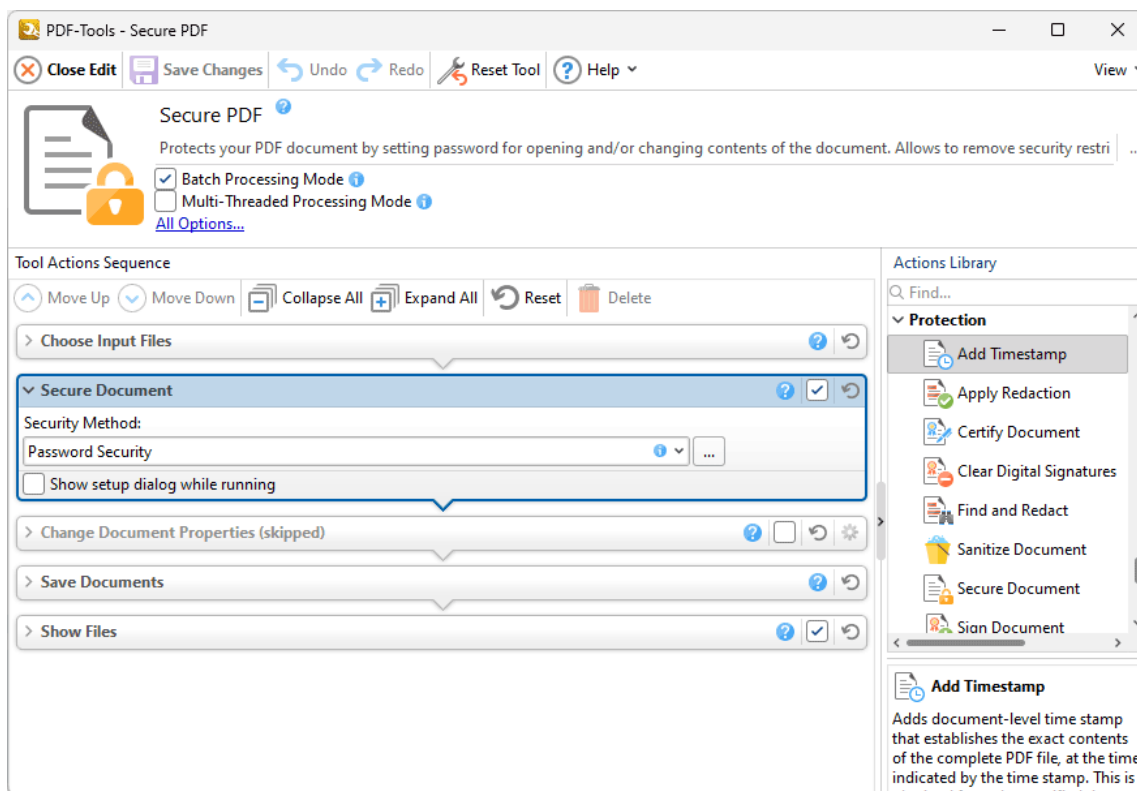 PDF-Tools - Secure PDF
Close Edit Save Changes Undo Redo Reset Tool ? Help View
Secure PDF ?
Protects your PDF document by setting password for opening and/or changing contents of the document. Allows to remove security restri ...
Batch Processing Mode i
Multi-Threaded Processing Mode i
All Options...
Tool Actions Sequence
Move Up Move Down Collapse All Expand All Reset Delete
Choose Input Files ?
Secure Document ?
Security Method:
Password Security i ...
Show setup dialog while running
Change Document Properties (skipped) ?
Save Documents ?
Show Files ?
Actions Library
Find...
Protection
Add Timestamp
Apply Redaction
Certify Document
Clear Digital Signatures
Find and Redact
Sanitize Document
Secure Document
Sign Document
Add Timestamp
Adds document-level time stamp
that establishes the exact contents
of the complete PDF file, at the time
indicated by the time stamp. This is